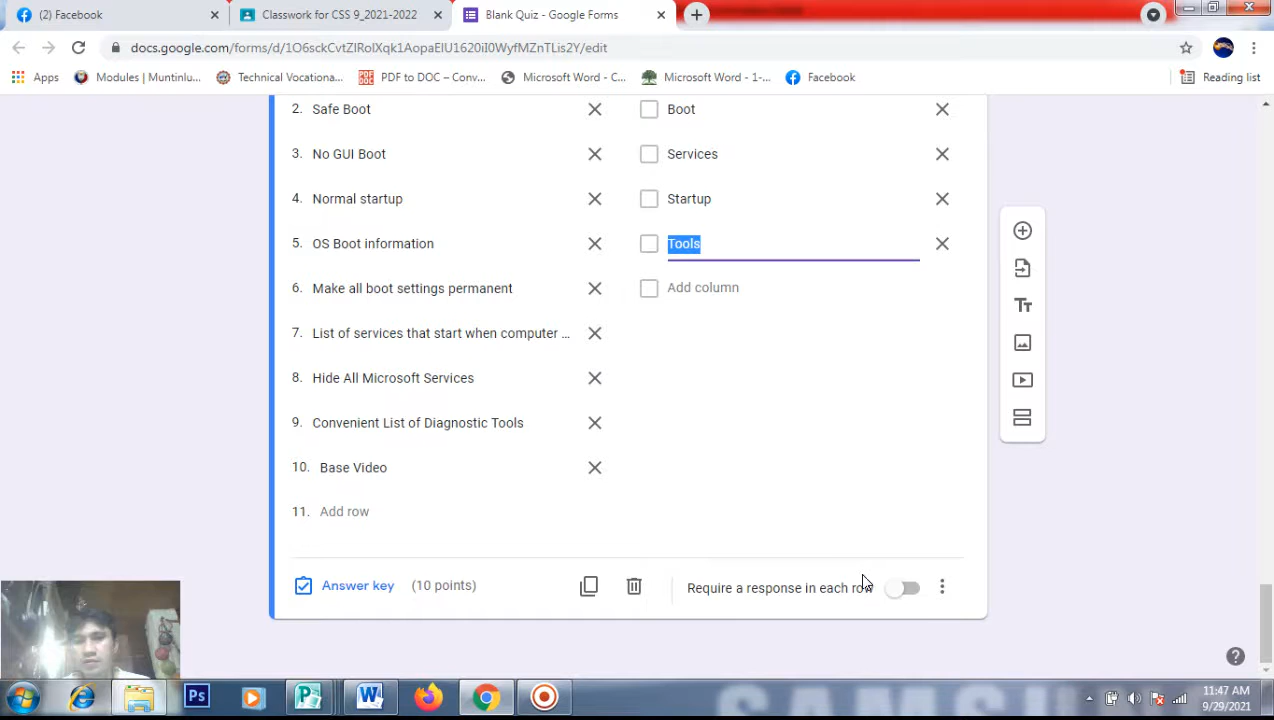 (2) Facebook
Classwork for CSS 9_2021-2022
Blank Quiz - Google Forms
docs.google.com/forms/d/1O6sckCvtZlRolXqk1AopaElU1620iI0WyfMZnTLis2Y/edit
Apps
Modules | Muntinlu...
Technical Vocationa...
PDF to DOC – Conv...
Microsoft Word - C...
Microsoft Word - 1-...
Facebook
Reading list
2. Safe Boot
Boot
3. No GUI Boot
Services
4. Normal startup
Startup
5. OS Boot information
Tools
6. Make all boot settings permanent
Add column
7. List of services that start when computer ...
8. Hide All Microsoft Services
9. Convenient List of Diagnostic Tools
10. Base Video
11. Add row
Answer key (10 points)
Require a response in each row
Ps
SAMSU
11:47 AM
9/29/2021